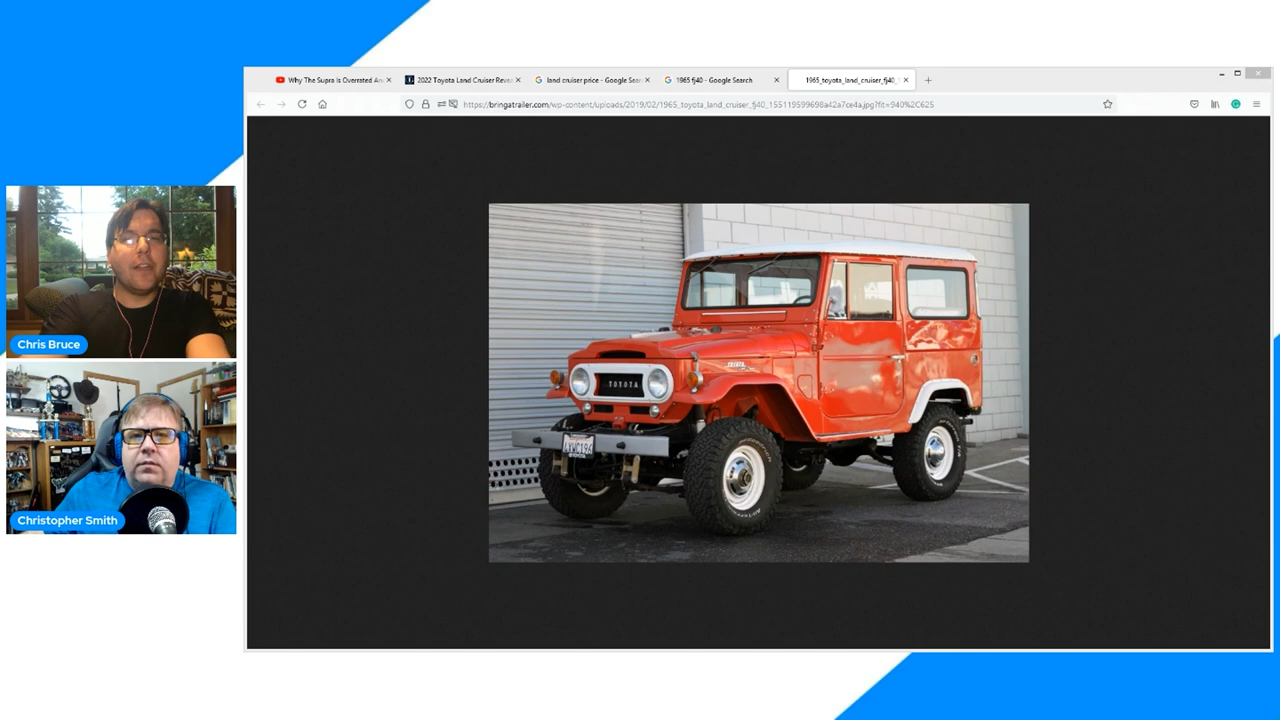 Why The Supra Is Overrated An
2022 Toyota Land Cruiser Reve
land cruiser price - Google Sear
1965 fj40 - Google Search
1965_toyota_land_cruiser_fj40_1
https://bringatrailer.com/wp-content/uploads/2019/02/1965_toyota_land_cruiser_fj40_155119599698a42a7ce4a.jpg?fit=940%2C625
Chris Bruce
TOYOTA
TOYOTA
Christopher Smith